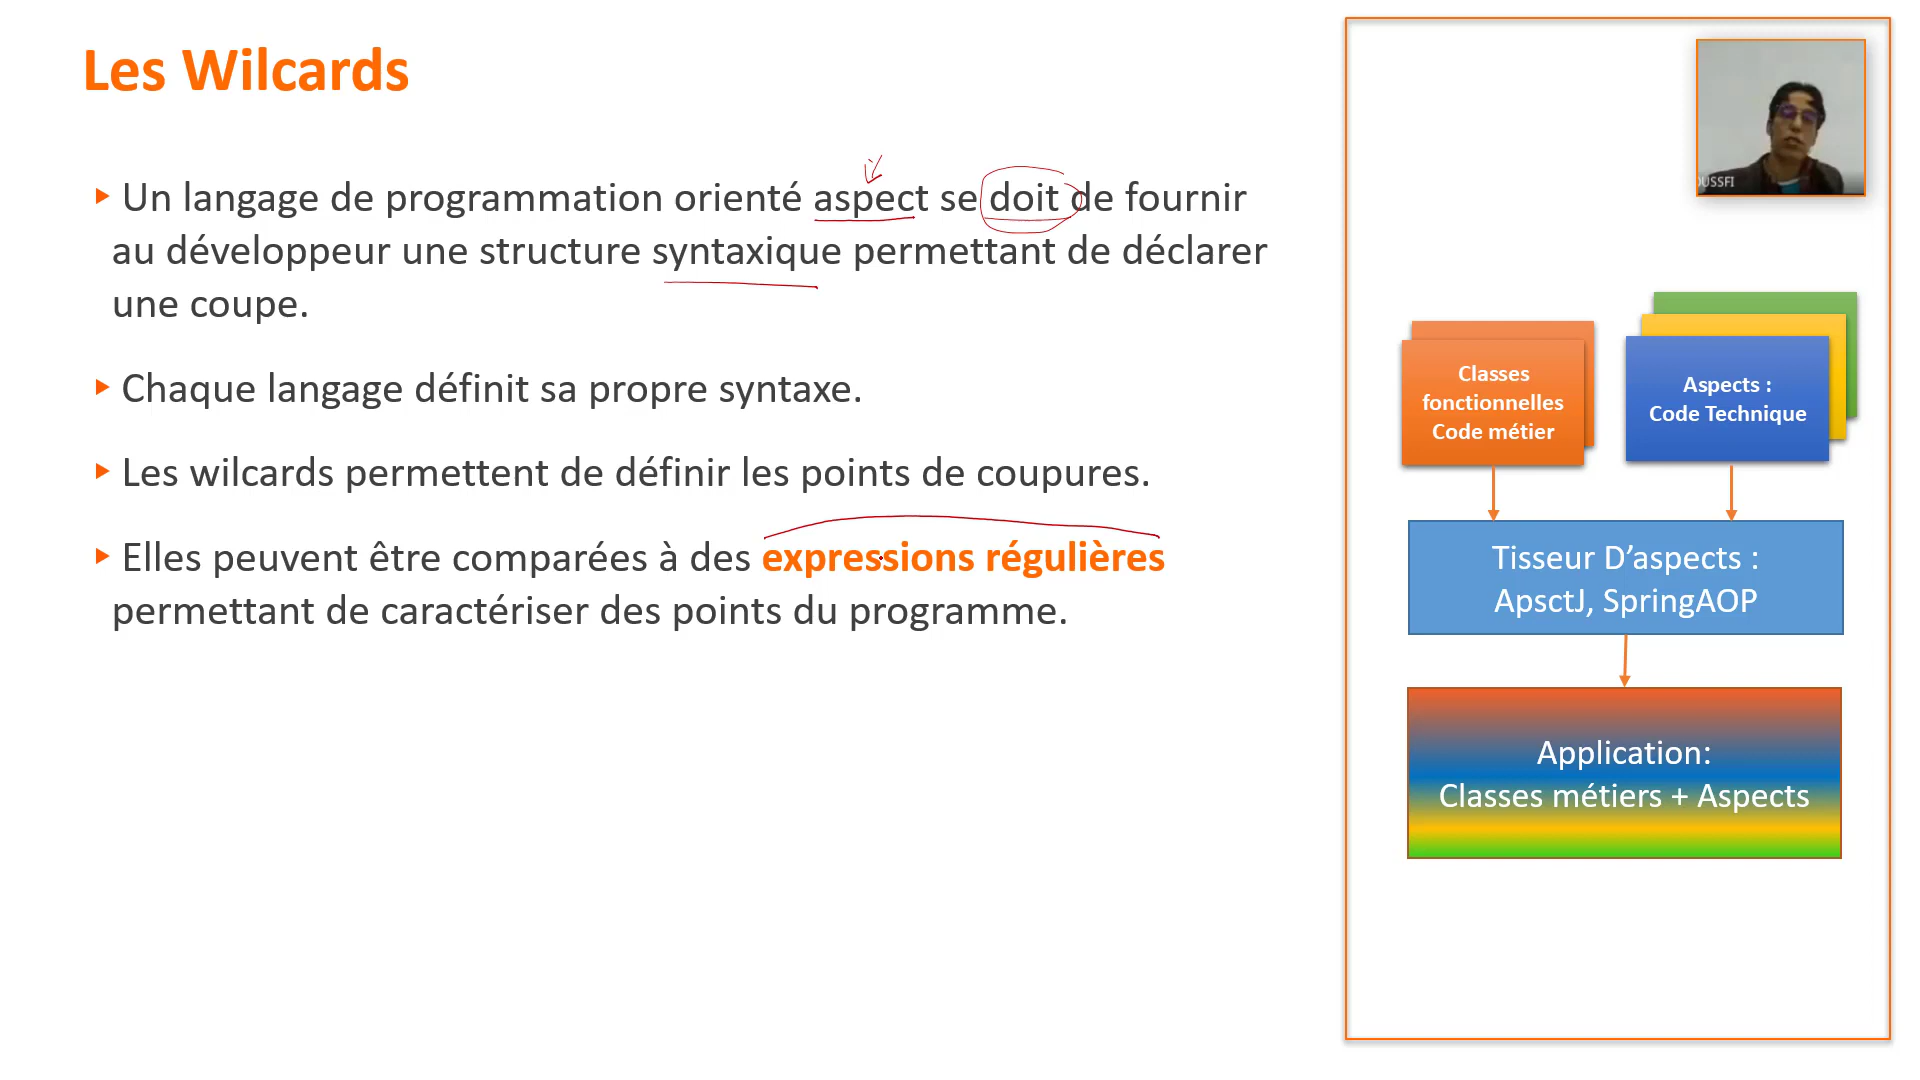 Les Wilcards
Un langage de programmation orienté aspect se doit de fournir
au développeur une structure syntaxique permettant de déclarer
une coupe.
Chaque langage définit sa propre syntaxe.
Les wilcards permettent de définir les points de coupures.
Elles peuvent être comparées à des expressions régulières
permettant de caractériser des points du programme.
OUSSFI
Classes
fonctionnelles
Code métier
Aspects :
Code Technique
Tisseur D’aspects :
ApsctJ, SpringAOP
Application:
Classes métiers + Aspects